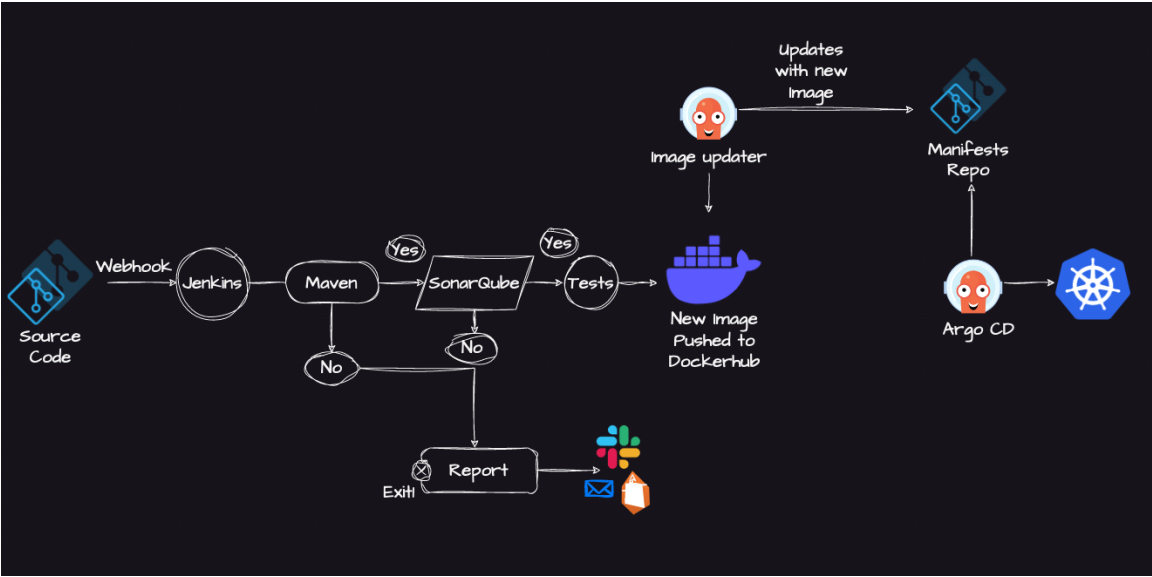 Updates
with new
Image
Image updater
Manifests
Repo
Yes
Yes
Webhook
Jenkins
Maven
SonarQube
Tests
Source
Code
New Image
Pushed to
Dockerhub
Argo CD
No
No
Report
Exit!